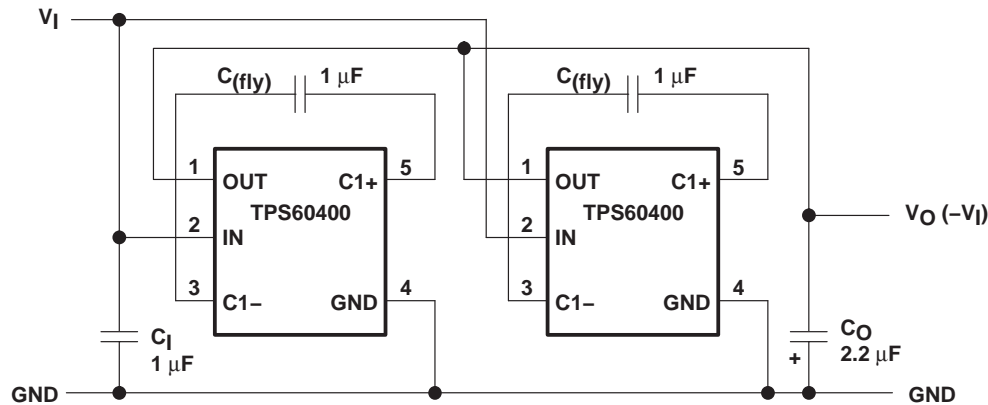 VI
C(fly) 1 μF
C(fly) 1 μF
1 OUT C1+ 5
TPS60400
2 IN
3 C1− GND 4
1 OUT C1+ 5
TPS60400
2 IN
3 C1− GND 4
VO (−VI)
CI
1 μF
CO
2.2 μF
+
GND
GND